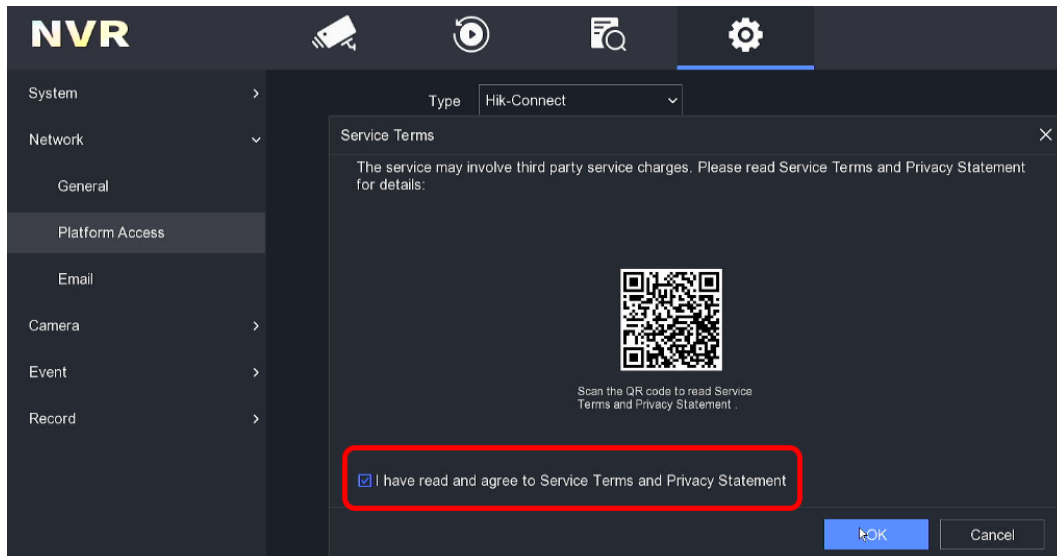 NVR
System
Network
General
Platform Access
Email
Camera
Event
Record
Type Hik-Connect
Service Terms
The service may involve third party service charges. Please read Service Terms and Privacy Statement
for details:
Scan the QR code to read Service
Terms and Privacy Statement .
I have read and agree to Service Terms and Privacy Statement
OK Cancel